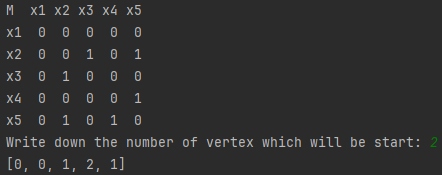 M  x1 x2 x3 x4 x5
x1  0  0  0  0  0
x2  0  0  1  0  1
x3  0  1  0  0  0
x4  0  0  0  0  1
x5  0  1  0  1  0
Write down the number of vertex which will be start: 2
[0, 0, 1, 2, 1]